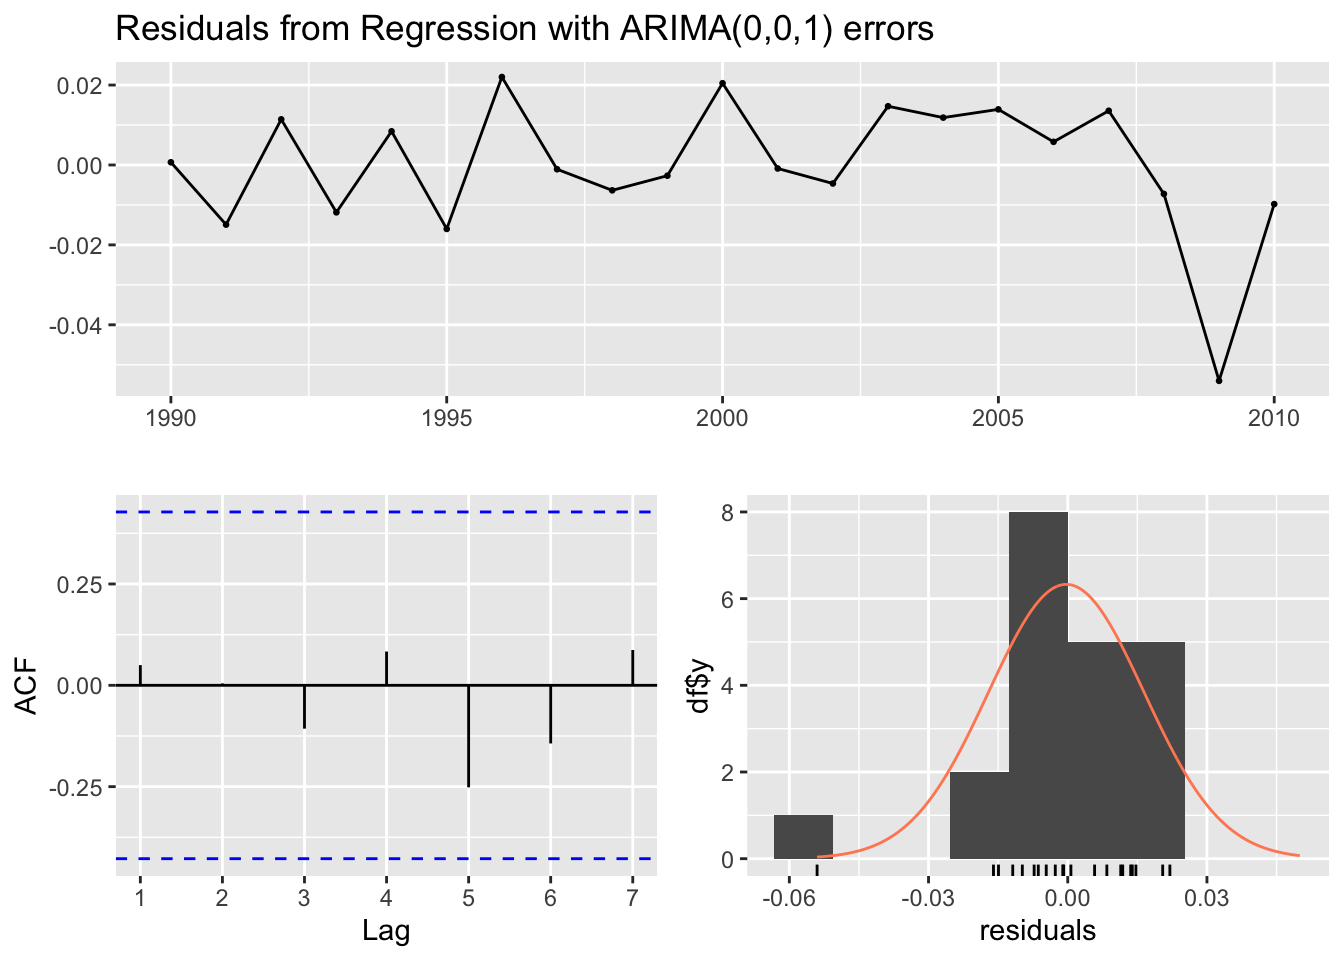 Residuals from Regression with ARIMA(0,0,1) errors
0.02
0.00
-0.02
-0.04
1990 1995 2000 2005 2010
ACF
0.25
0.00
-0.25
1 2 3 4 5 6 7
Lag
df$y
8
6
4
2
0
-0.06 -0.03 0.00 0.03
residuals